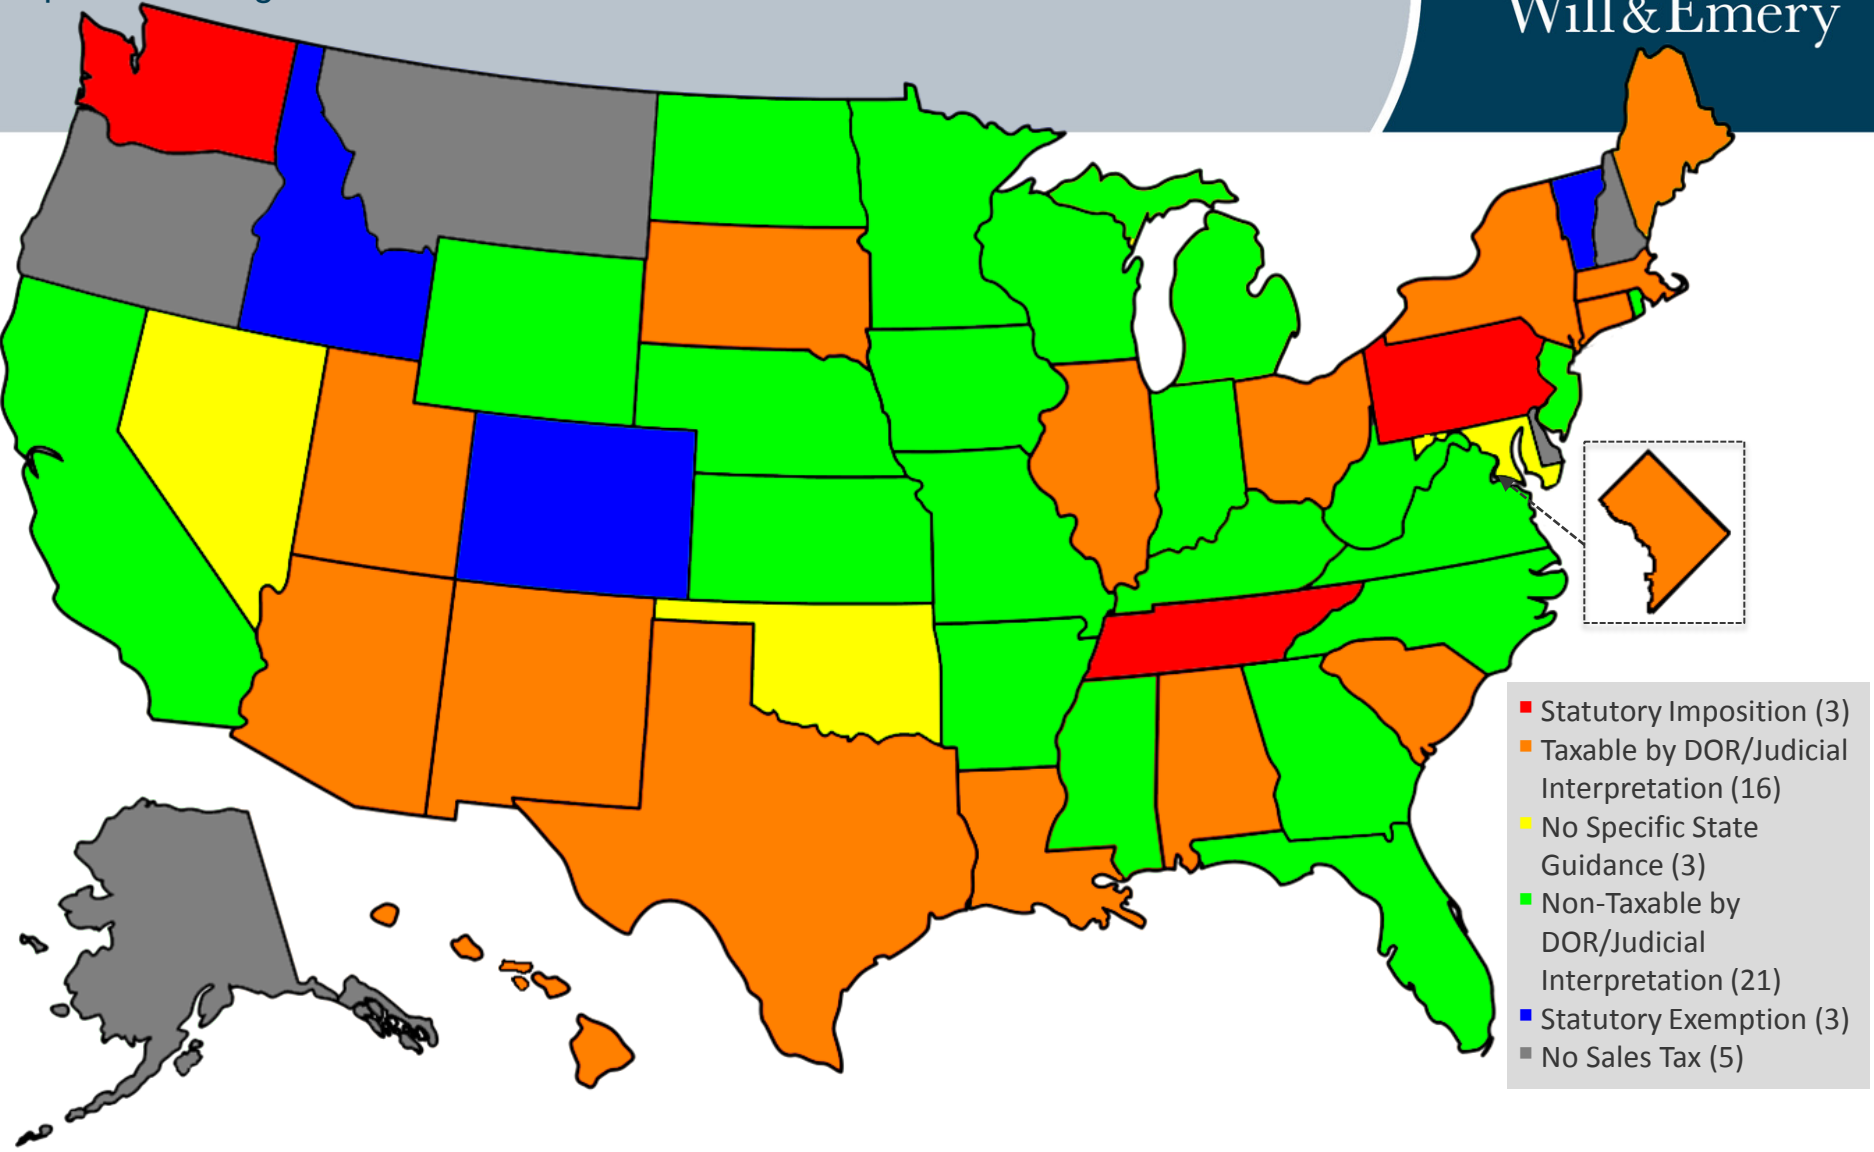 Will & Emery
Statutory Imposition (3)
Taxable by DOR/Judicial
Interpretation (16)
No Specific State
Guidance (3)
Non-Taxable by
DOR/Judicial
Interpretation (21)
Statutory Exemption (3)
No Sales Tax (5)